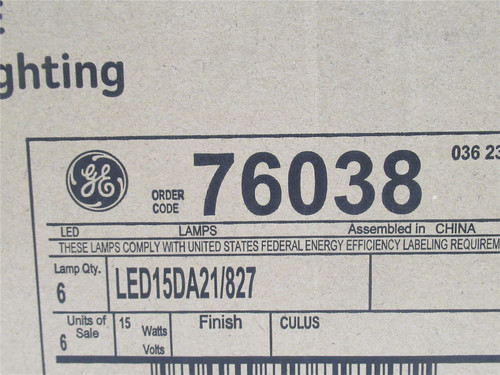 ghting
GE
ORDER CODE 76038 036 23
LED LAMPS Assembled in CHINA
THESE LAMPS COMPLY WITH UNITED STATES FEDERAL ENERGY EFFICIENCY LABELING REQUIREM
Lamp Qty. 6 LED15DA21/827
Units of Sale 6 15 Watts Volts Finish CULUS